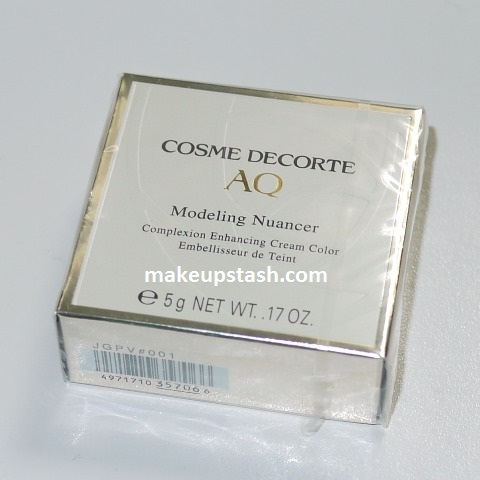 COSME DECORTE
AQ
Modeling Nuancer
Complexion Enhancing Cream Color
Embellisseur de Teint
makeupstash.com
℮ 5g NET WT. .17 OZ.
JGPV#001
4971710 357066